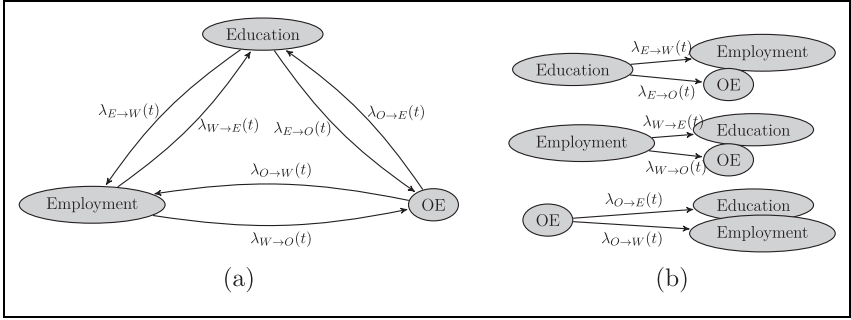 Education
λE→W(t)
λW→E(t)
λE→O(t)
λO→E(t)
λO→W(t)
Employment
OE
λW→O(t)
(a)
Education
λE→W(t)
Employment
λE→O(t)
OE
Employment
λW→E(t)
Education
λW→O(t)
OE
OE
λO→E(t)
Education
λO→W(t)
Employment
(b)